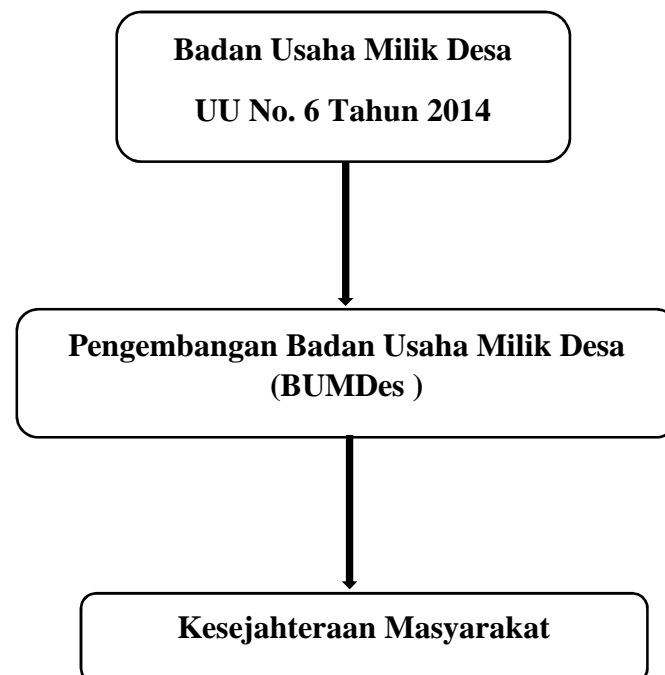 Badan Usaha Milik Desa
UU No. 6 Tahun 2014
Pengembangan Badan Usaha Milik Desa
(BUMDes )
Kesejahteraan Masyarakat